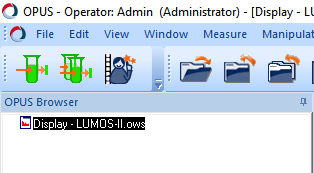 OPUS - Operator: Admin (Administrator) - [Display - LU
File Edit View Window Measure Manipulat
OPUS Browser
Display - LUMOS-II.ows